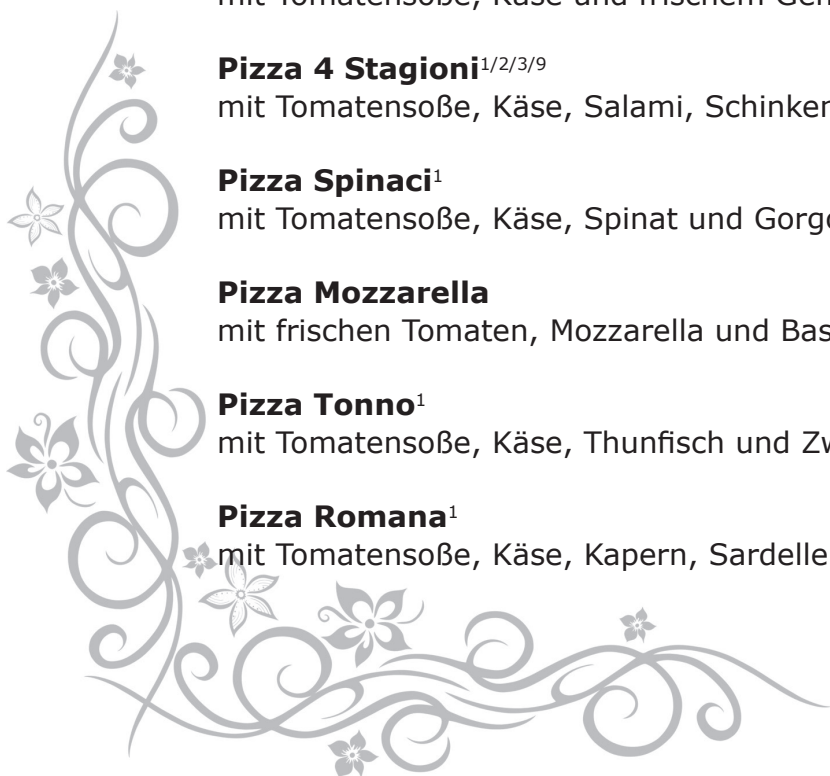 mit Tomatensoße, Käse und frischem
Pizza 4 Stagioni1/2/3/9
mit Tomatensoße, Käse, Salami, Schinken
Pizza Spinaci1
mit Tomatensoße, Käse, Spinat und
Pizza Mozzarella
mit frischen Tomaten, Mozzarella und
Pizza Tonno1
mit Tomatensoße, Käse, Thunfisch und
Pizza Romana1
mit Tomatensoße, Käse, Kapern, Sardelle